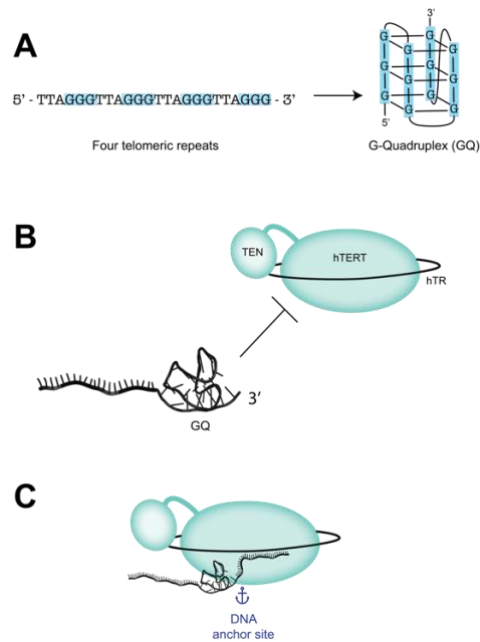 A
3'
G G
G G
G G G G
G G G G
G G
5'
5' - TTAGGGTTAGGGTTAGGGTTAGGG - 3'
Four telomeric repeats
G-Quadruplex (GQ)
B
TEN
hTERT
hTR
3'
GQ
C
DNA
anchor site